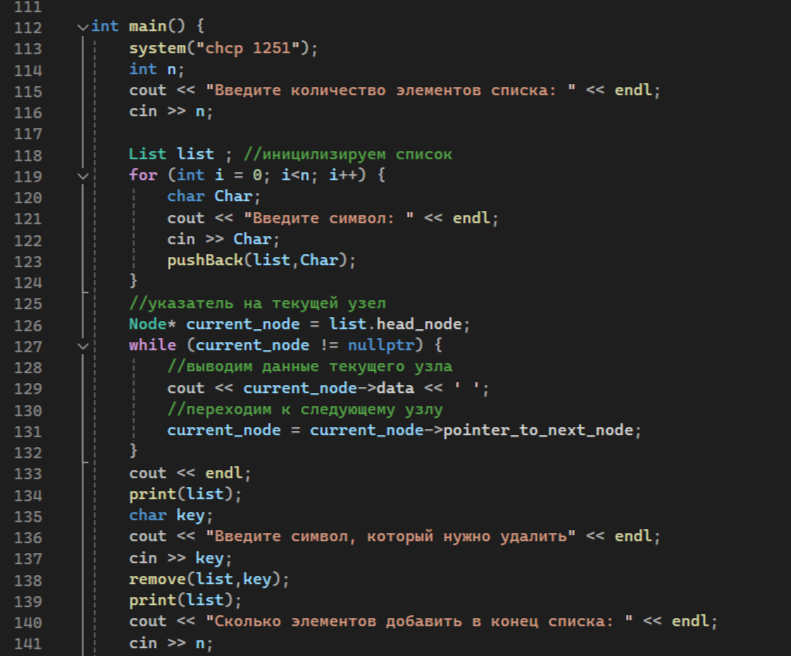 111
112 int main() {
113 system("chcp 1251");
114 int n;
115 cout << "Введите количество элементов списка: " << endl;
116 cin >> n;
117
118 List list ; //иницилизируем список
119 for (int i = 0; i<n; i++) {
120 char Char;
121 cout << "Введите символ: " << endl;
122 cin >> Char;
123 pushBack(list,Char);
124 }
125 //указатель на текущей узел
126 Node* current_node = list.head_node;
127 while (current_node != nullptr) {
128 //выводим данные текущего узла
129 cout << current_node->data << ' ';
130 //переходим к следующему узлу
131 current_node = current_node->pointer_to_next_node;
132 }
133 cout << endl;
134 print(list);
135 char key;
136 cout << "Введите символ, который нужно удалить" << endl;
137 cin >> key;
138 remove(list,key);
139 print(list);
140 cout << "Сколько элементов добавить в конец списка: " << endl;
141 cin >> n;